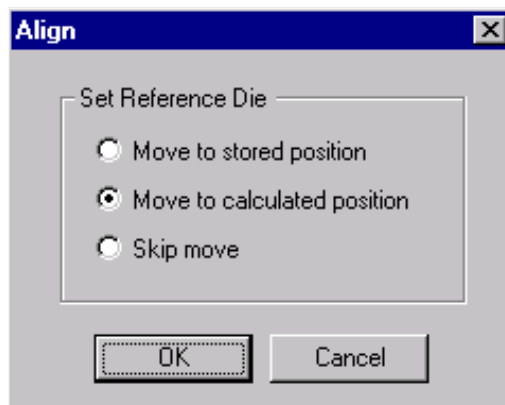 Align
Set Reference Die
Move to stored position
Move to calculated position
Skip move
OK
Cancel